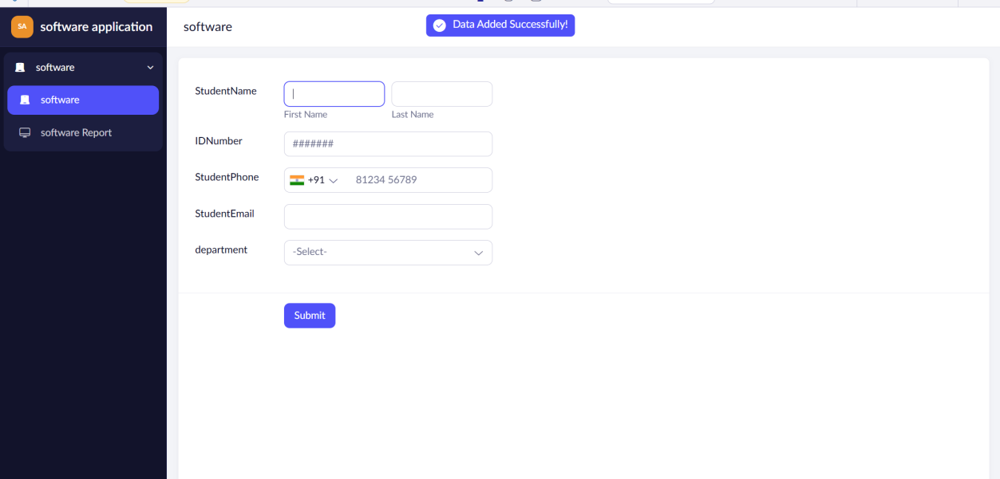 SA software application
software
Data Added Successfully!
software
software
software Report
StudentName
First Name
Last Name
IDNumber
#######
StudentPhone
+91
81234 56789
StudentEmail
department
-Select-
Submit